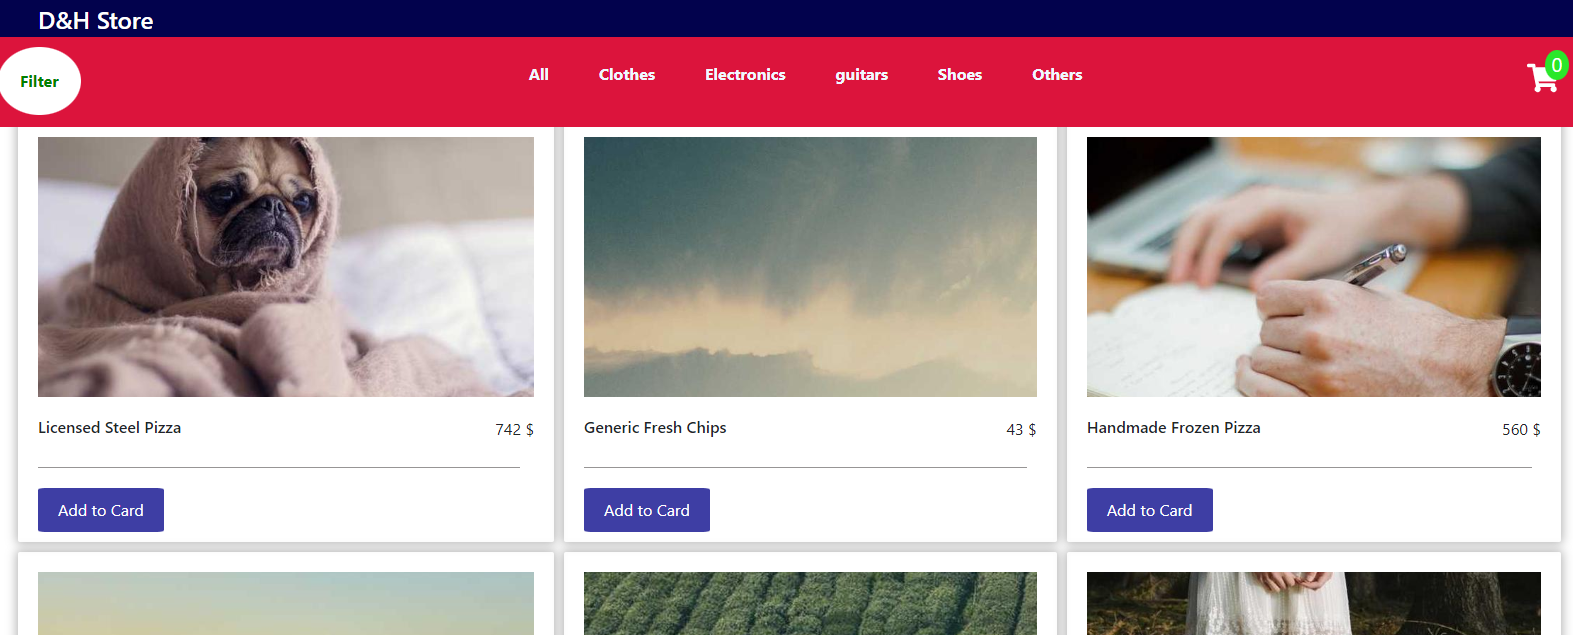 D&H Store
Filter
All Clothes Electronics guitars Shoes Others
0
Licensed Steel Pizza 742 $
Generic Fresh Chips 43 $
Handmade Frozen Pizza 560 $
Add to Card
Add to Card
Add to Card